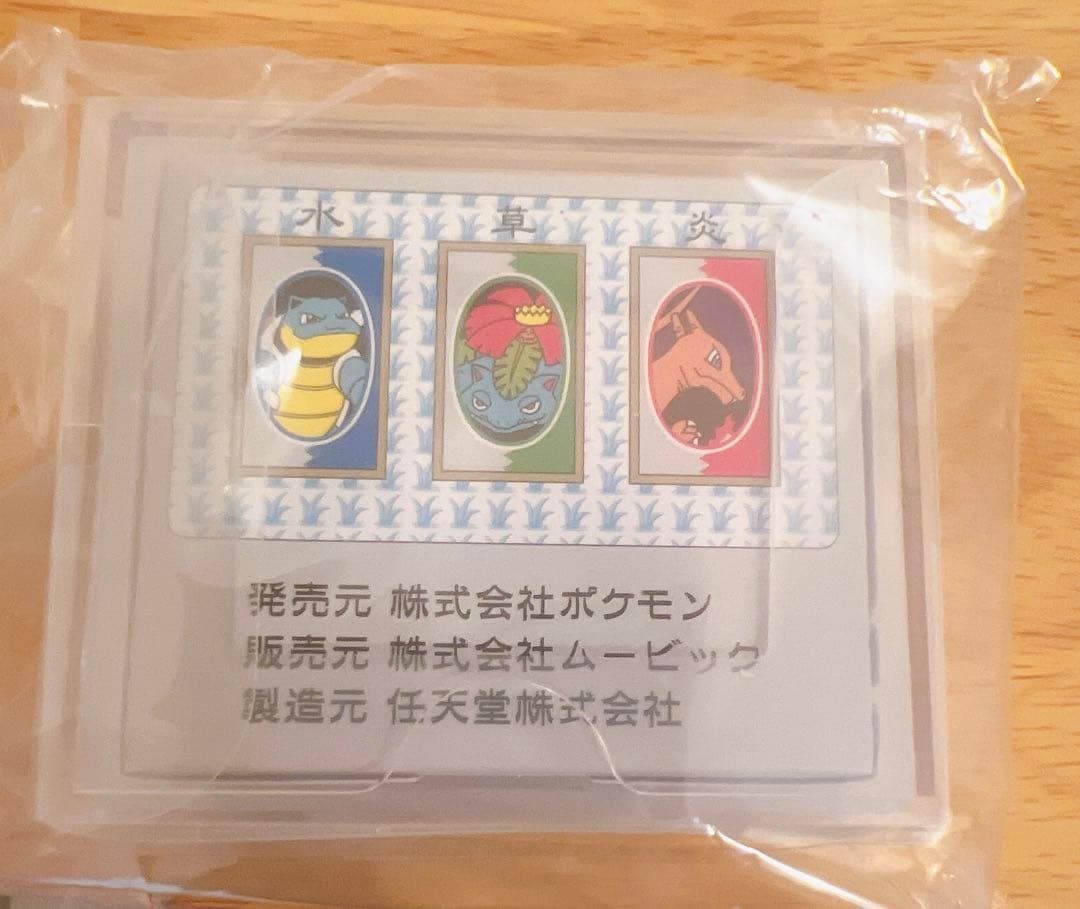 水 草 炎
発売元 株式会社ポケモン
販売元 株式会社ムービック
製造元 任天堂株式会社